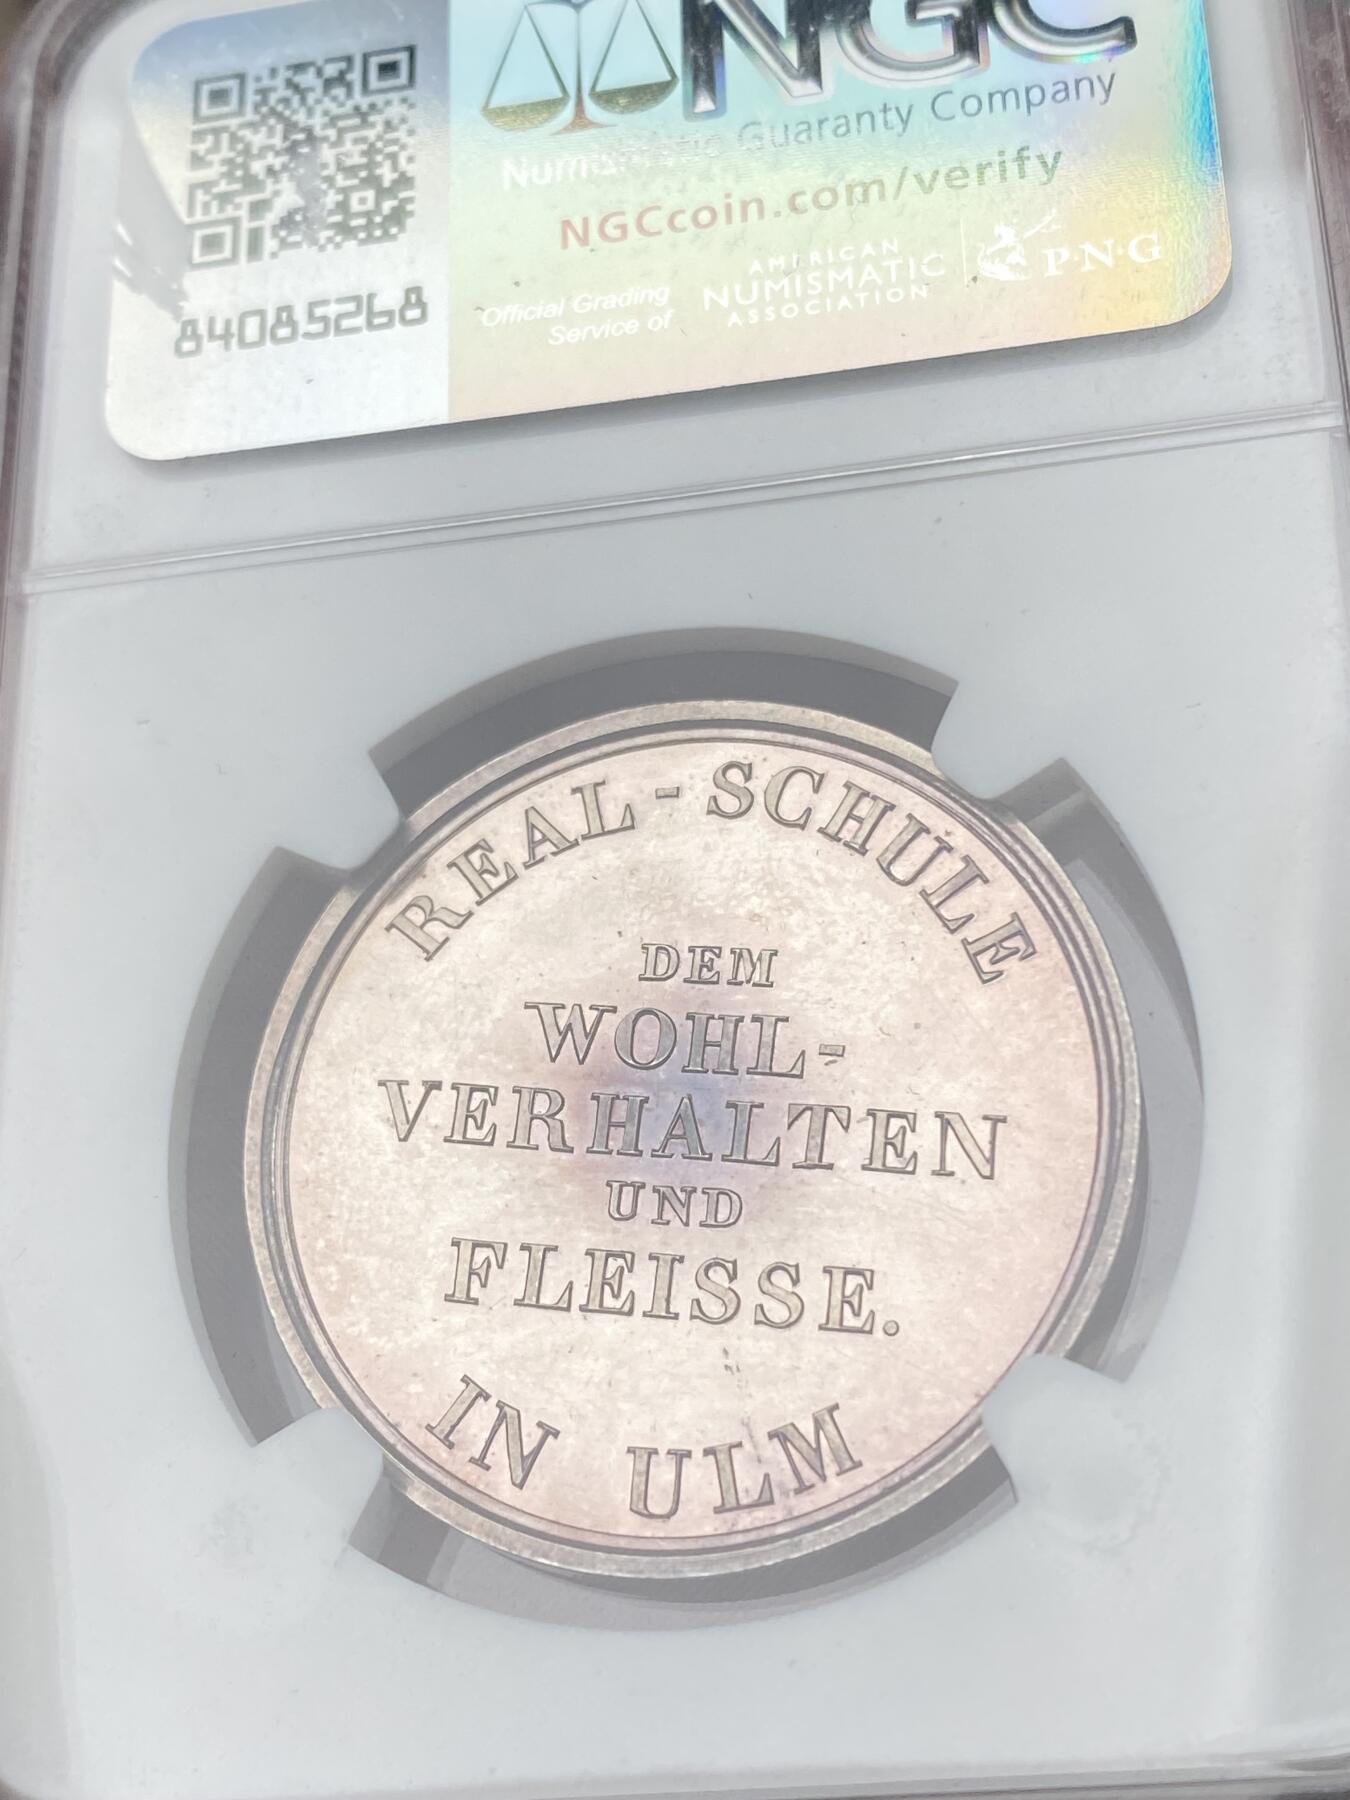 NGC
Numismatic Guaranty Company
NGCcoin.com/verify
84085268
Official Grading
Service of
AMERICAN
NUMISMATIC
ASSOCIATION
P·N·G
REAL-SCHULE
DEM
WOHL-
VERHALTEN
UND
FLEISSE.
IN ULM